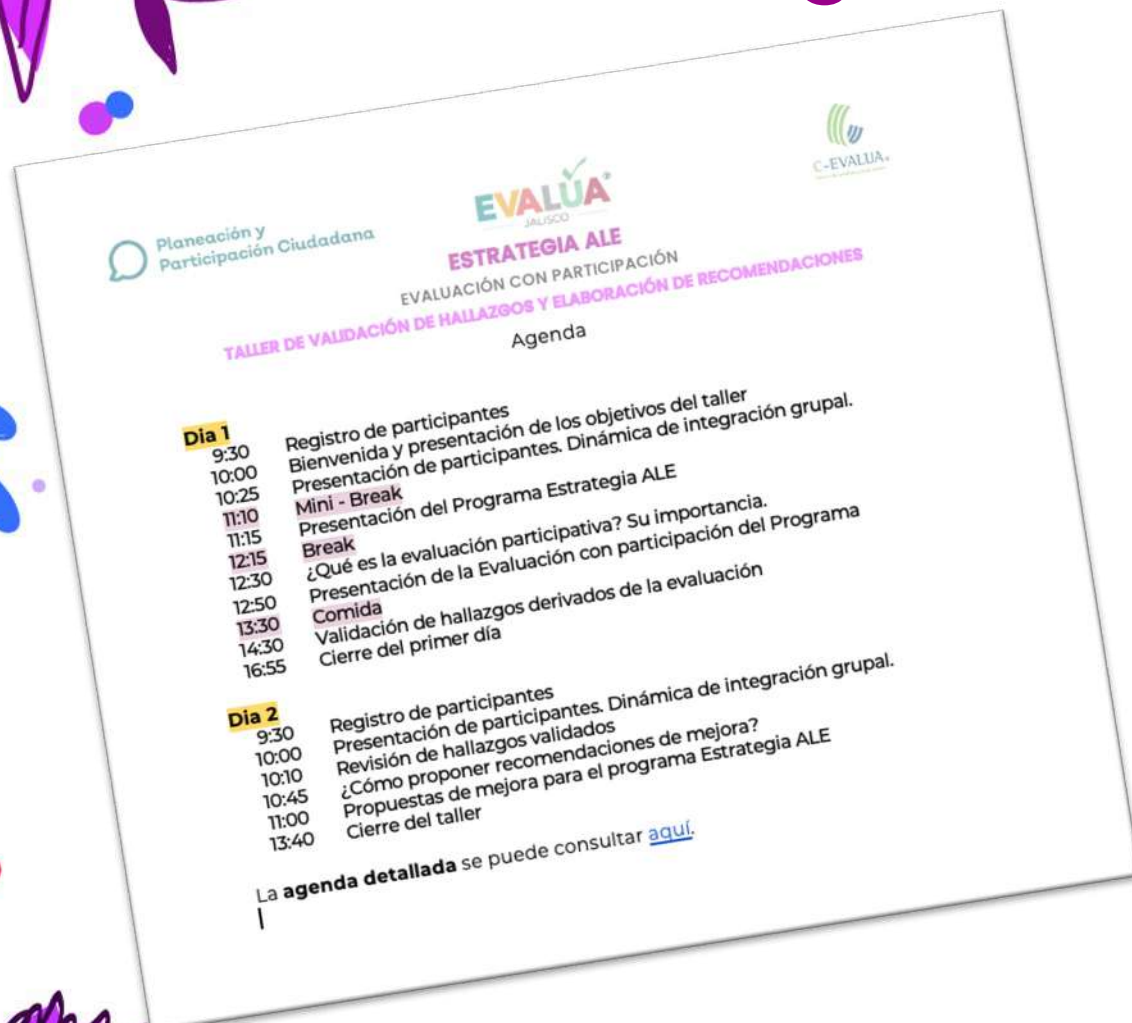 Planeación y
Participación Ciudadana
EVALÚA
JALISCO
C-EVALUA
ESTRATEGIA ALE
EVALUACIÓN CON PARTICIPACIÓN
TALLER DE VALIDACIÓN DE HALLAZGOS Y ELABORACIÓN DE RECOMENDACIONES
Agenda
Dia 1
9:30 Registro de participantes
10:00 Bienvenida y presentación de los objetivos del taller
10:25 Presentación de participantes. Dinámica de integración grupal.
11:10 Mini - Break
11:15 Presentación del Programa Estrategia ALE
12:15 Break
12:30 ¿Qué es la evaluación participativa? Su importancia.
12:50 Presentación de la Evaluación con participación del Programa
13:30 Comida
14:30 Validación de hallazgos derivados de la evaluación
16:55 Cierre del primer día
Dia 2
9:30 Registro de participantes
10:00 Presentación de participantes. Dinámica de integración grupal.
10:10 Revisión de hallazgos validados
10:45 ¿Cómo proponer recomendaciones de mejora?
11:00 Propuestas de mejora para el programa Estrategia ALE
13:40 Cierre del taller
La agenda detallada se puede consultar aquí.